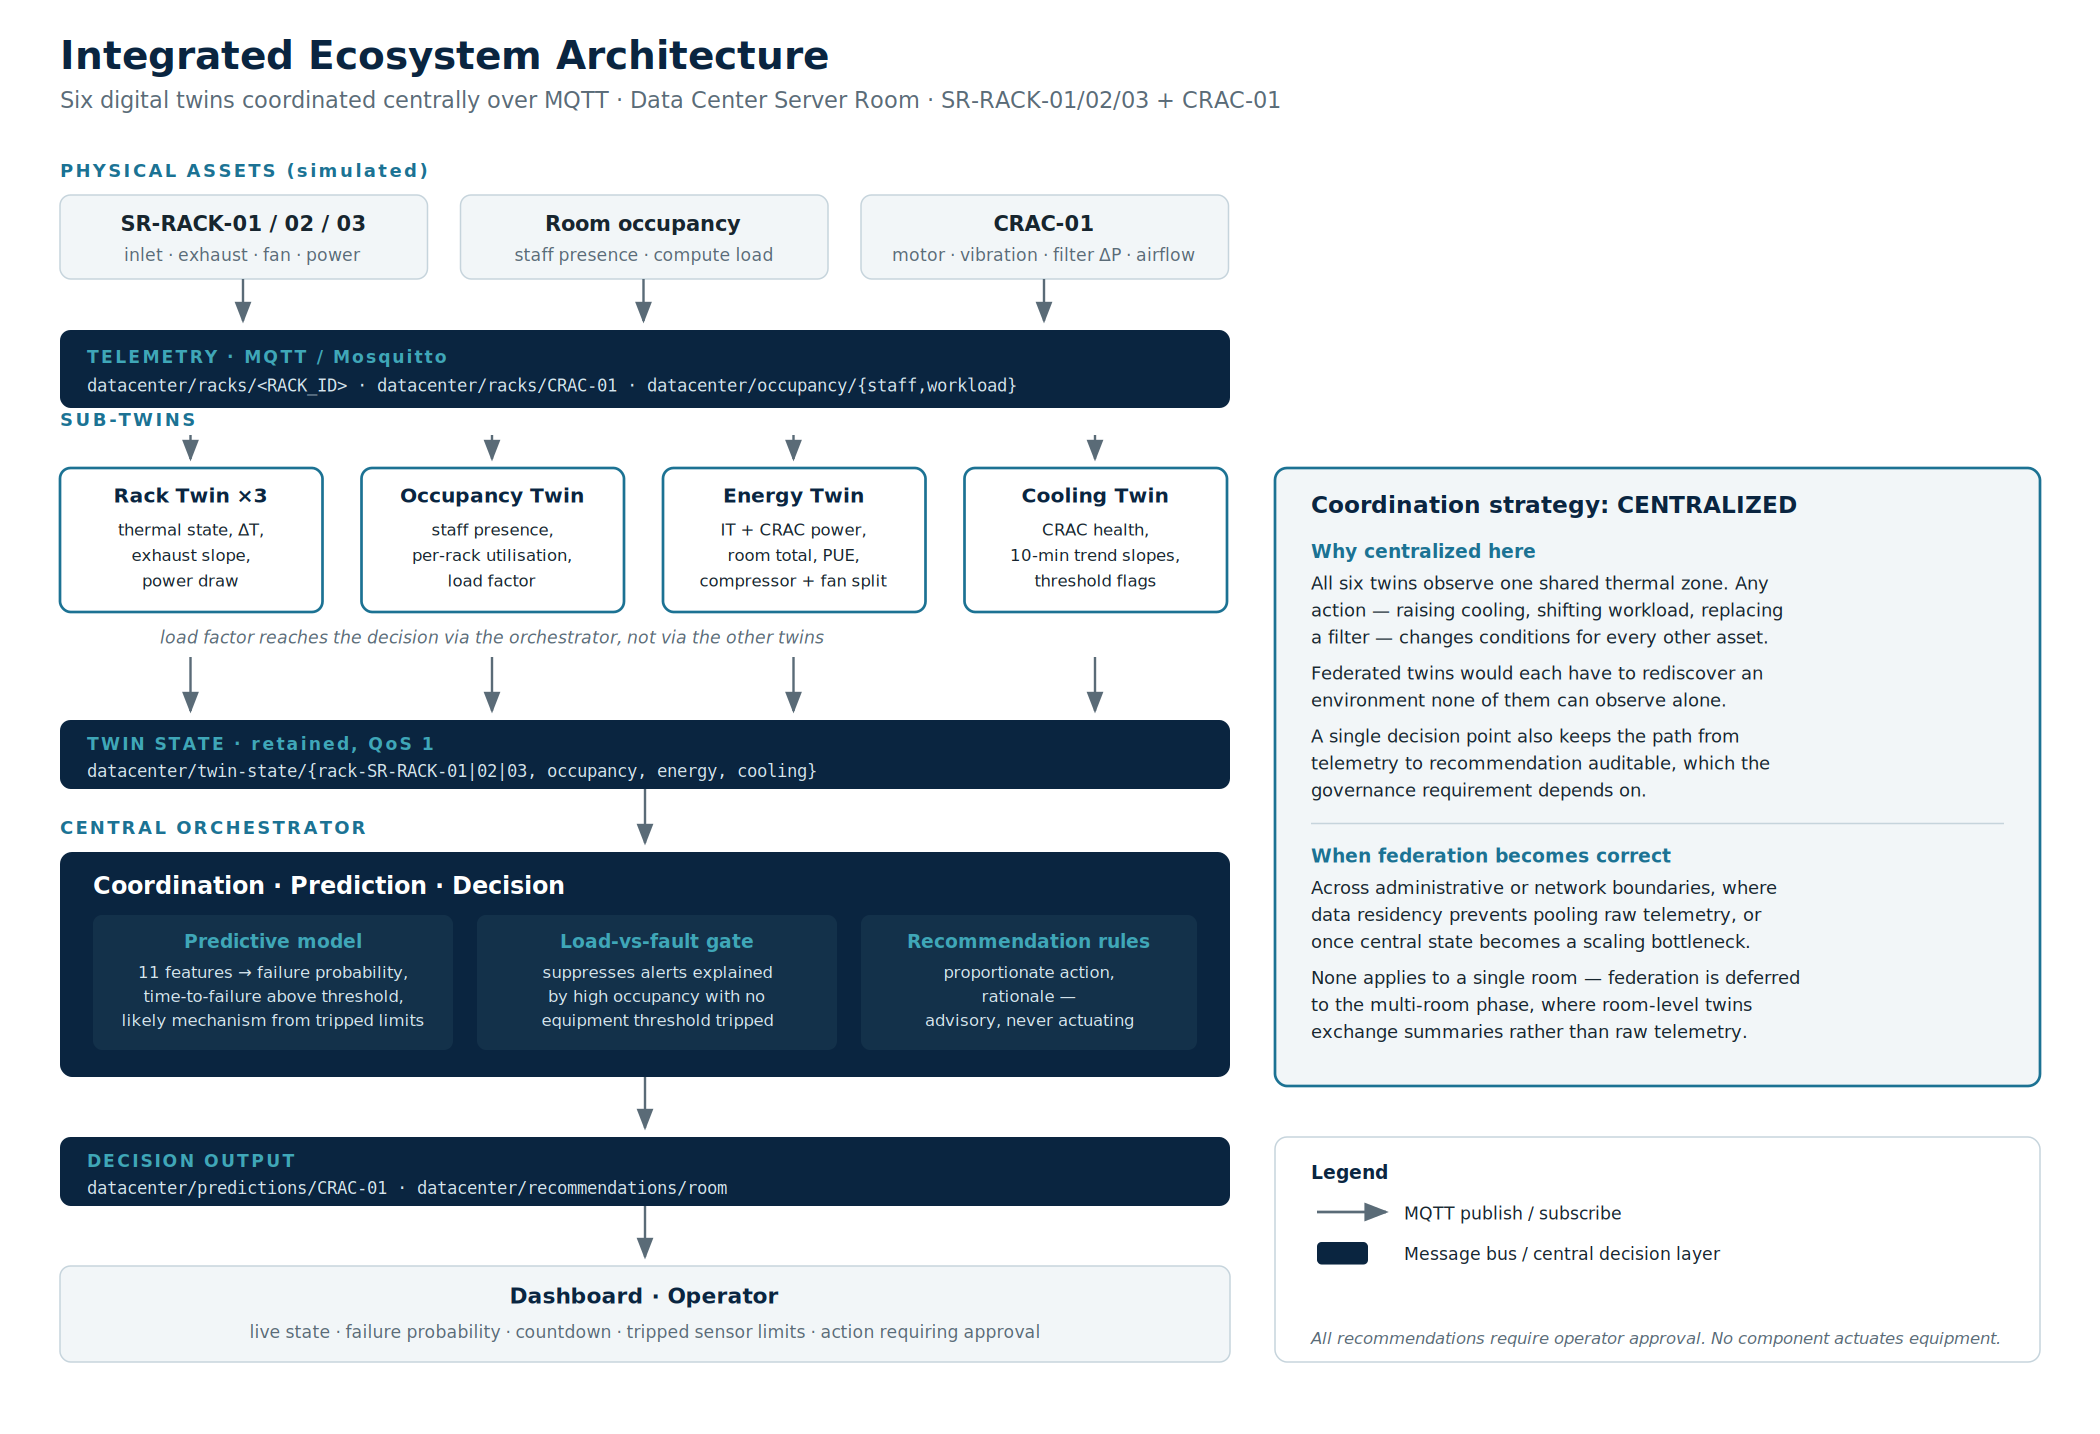 Integrated Ecosystem Architecture
Six digital twins coordinated centrally over MQTT · Data Center Server Room · SR-RACK-01/02/03 + CRAC-01
PHYSICAL ASSETS (simulated)
SR-RACK-01 / 02 / 03
inlet · exhaust · fan · power
Room occupancy
staff presence · compute load
CRAC-01
motor · vibration · filter ΔP · airflow
TELEMETRY · MQTT / Mosquitto
datacenter/racks/<RACK_ID> · datacenter/racks/CRAC-01 · datacenter/occupancy/{staff,workload}
SUB-TWINS
Rack Twin ×3
thermal state, ΔT,
exhaust slope,
power draw
Occupancy Twin
staff presence,
per-rack utilisation,
load factor
Energy Twin
IT + CRAC power,
room total, PUE,
compressor + fan split
Cooling Twin
CRAC health,
10-min trend slopes,
threshold flags
load factor reaches the decision via the orchestrator, not via the other twins
TWIN STATE · retained, QoS 1
datacenter/twin-state/{rack-SR-RACK-01|02|03, occupancy, energy, cooling}
CENTRAL ORCHESTRATOR
Coordination · Prediction · Decision
Predictive model
11 features → failure probability,
time-to-failure above threshold,
likely mechanism from tripped limits
Load-vs-fault gate
suppresses alerts explained
by high occupancy with no
equipment threshold tripped
Recommendation rules
proportionate action,
rationale —
advisory, never actuating
DECISION OUTPUT
datacenter/predictions/CRAC-01 · datacenter/recommendations/room
Dashboard · Operator
live state · failure probability · countdown · tripped sensor limits · action requiring approval
Coordination strategy: CENTRALIZED
Why centralized here
All six twins observe one shared thermal zone. Any
action — raising cooling, shifting workload, replacing
a filter — changes conditions for every other asset.
Federated twins would each have to rediscover an
environment none of them can observe alone.
A single decision point also keeps the path from
telemetry to recommendation auditable, which the
governance requirement depends on.
When federation becomes correct
Across administrative or network boundaries, where
data residency prevents pooling raw telemetry, or
once central state becomes a scaling bottleneck.
None applies to a single room — federation is deferred
to the multi-room phase, where room-level twins
exchange summaries rather than raw telemetry.
Legend
MQTT publish / subscribe
Message bus / central decision layer
All recommendations require operator approval. No component actuates equipment.